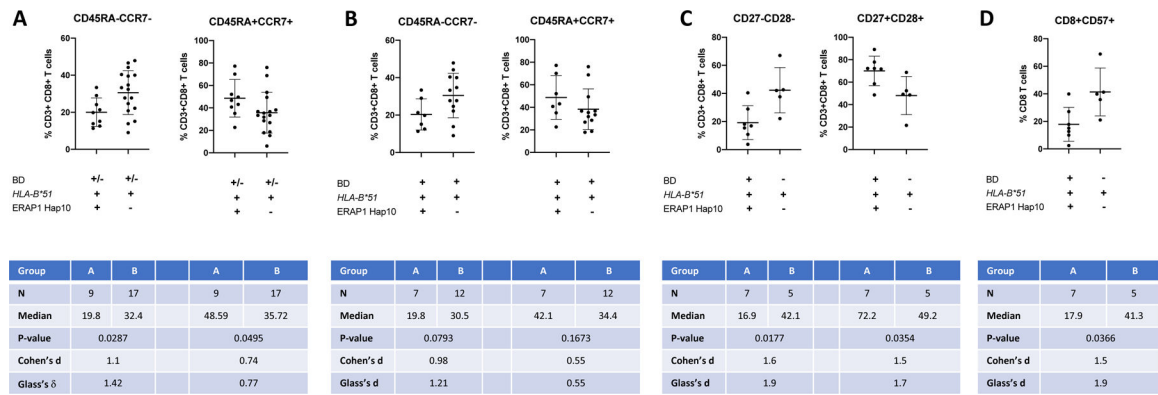 A
CD45RA-CCR7-
CD45RA+CCR7+
% CD3+ CD8+ T cells
60
40
20
0
% CD3+ CD8+ T cells
100
80
60
40
20
0
BD +/- +/- +/- +/-
HLA-B*51 + + + +
ERAP1 Hap10 + - + -
Group A B A B
N 9 17 9 17
Median 19.8 32.4 48.59 35.72
P-value 0.0287 0.0495
Cohen's d 1.1 0.74
Glass's δ 1.42 0.77
B
CD45RA-CCR7-
CD45RA+CCR7+
% CD3+CD8+ T cells
60
40
20
0
% CD3+CD8+ T cells
100
80
60
40
20
0
BD + + + +
HLA-B*51 + + + +
ERAP1 Hap10 + - + -
Group A B A B
N 7 12 7 12
Median 19.8 30.5 42.1 34.4
P-value 0.0793 0.1673
Cohen's d 0.98 0.55
Glass's d 1.21 0.55
C
CD27-CD28-
CD27+CD28+
% CD3+ CD8+ T cells
80
60
40
20
0
% CD3+ CD8+ T cells
100
80
60
40
20
0
BD + - + -
HLA-B*51 + + + +
ERAP1 Hap10 + - + -
Group A B A B
N 7 5 7 5
Median 16.9 42.1 72.2 49.2
P-value 0.0177 0.0354
Cohen's d 1.6 1.5
Glass's d 1.9 1.7
D
CD8+CD57+
% CD8 T cells
80
60
40
20
0
BD + -
HLA-B*51 + +
ERAP1 Hap10 + -
Group A B
N 7 5
Median 17.9 41.3
P-value 0.0366
Cohen's d 1.5
Glass's d 1.9